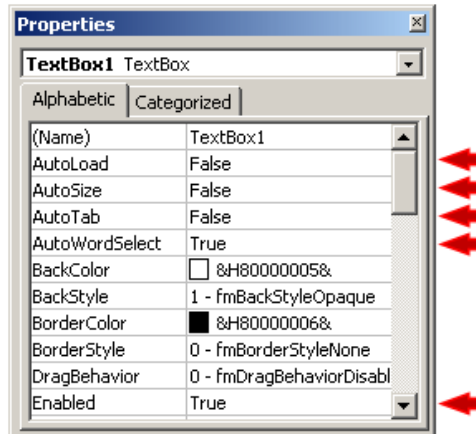 Properties
TextBox1 TextBox
Alphabetic Categorized
(Name) TextBox1
AutoLoad False
AutoSize False
AutoTab False
AutoWordSelect True
BackColor &H80000005&
BackStyle 1 - fmBackStyleOpaque
BorderColor &H80000006&
BorderStyle 0 - fmBorderStyleNone
DragBehavior 0 - fmDragBehaviorDisabl
Enabled True